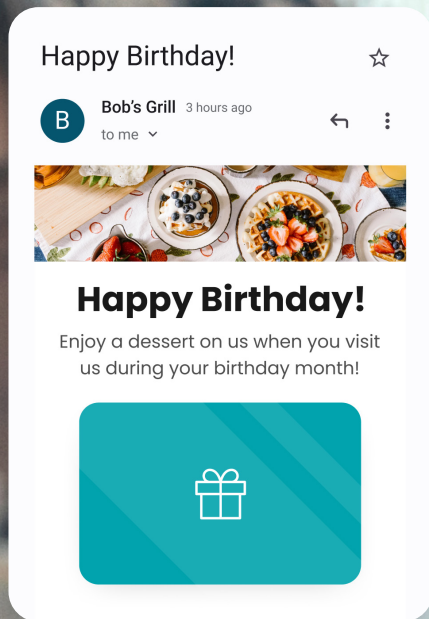 Happy Birthday!
B
Bob's Grill 3 hours ago
to me
Happy Birthday!
Enjoy a dessert on us when you visit
us during your birthday month!